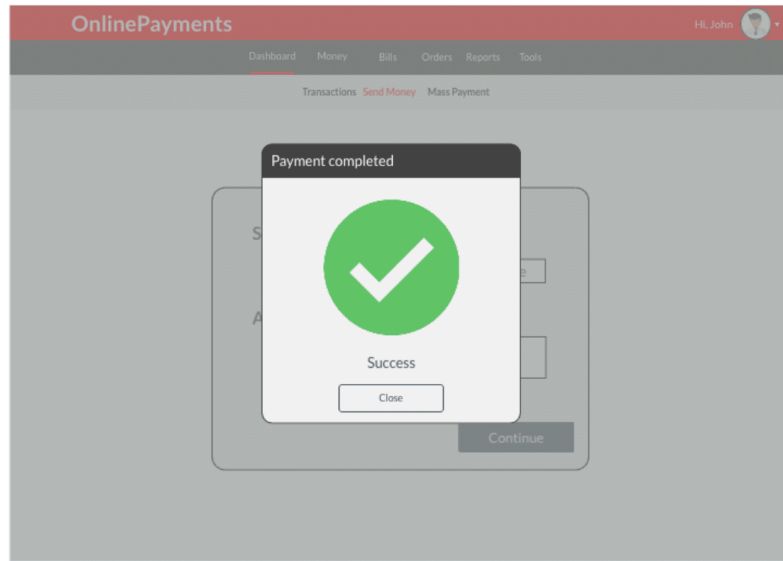 OnlinePayments
Hi, John
Dashboard Money Bills Orders Reports Tools
Transactions Send Money Mass Payment
Payment completed
Success
Close
Continue